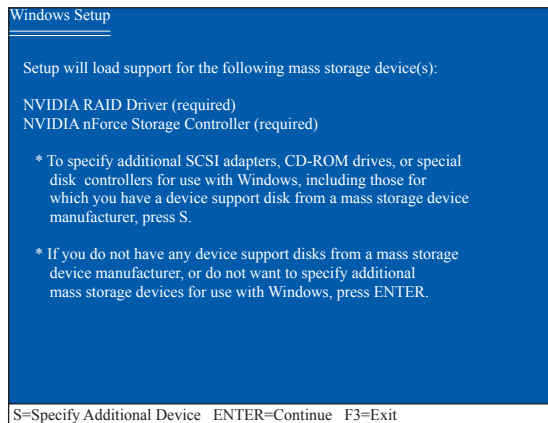 Windows Setup
Setup will load support for the following mass storage device(s):
NVIDIA RAID Driver (required)
NVIDIA nForce Storage Controller (required)
* To specify additional SCSI adapters, CD-ROM drives, or special
disk controllers for use with Windows, including those for
which you have a device support disk from a mass storage device
manufacturer, press S.
* If you do not have any device support disks from a mass storage
device manufacturer, or do not want to specify additional
mass storage devices for use with Windows, press ENTER.
S=Specify Additional Device ENTER=Continue F3=Exit